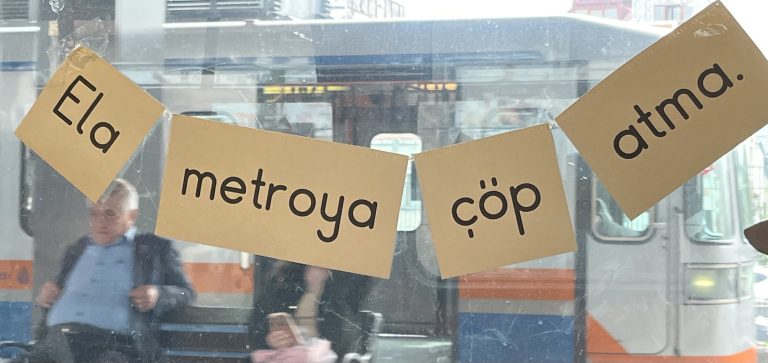 Ela metroya çöp atma.